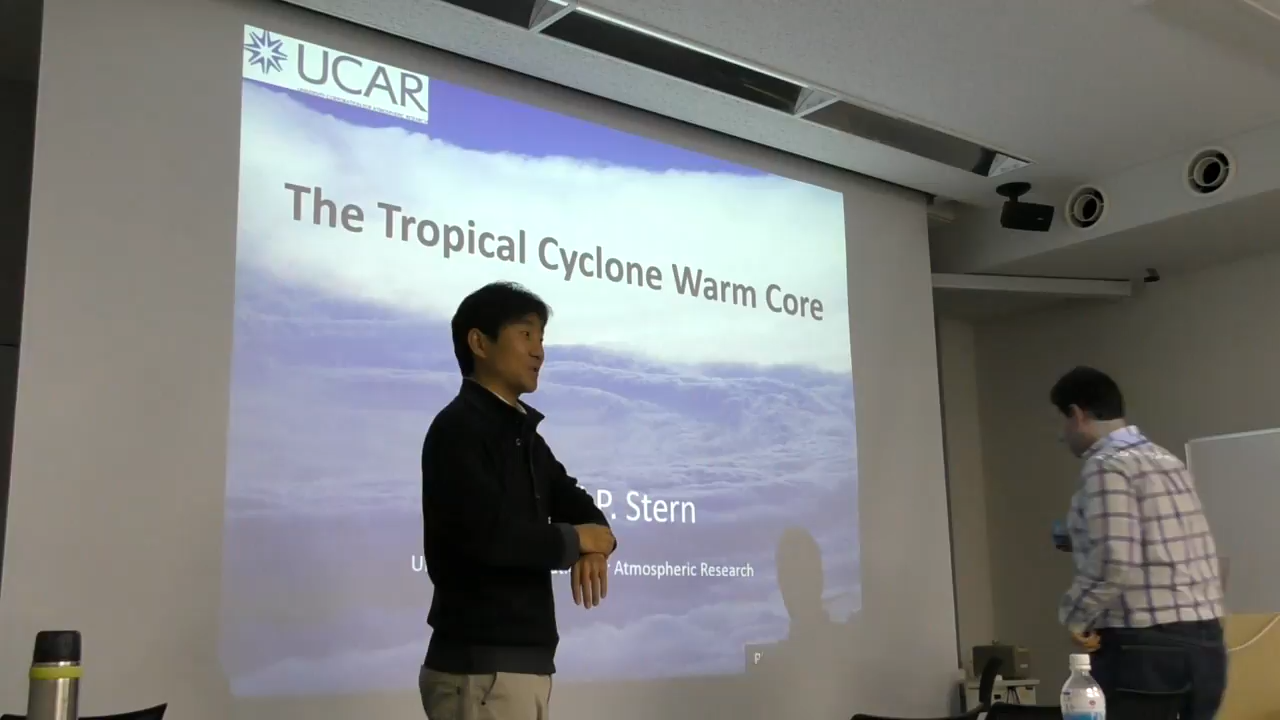 UCAR
The Tropical Cyclone Warm Core
P. Stern
Atmospheric Research